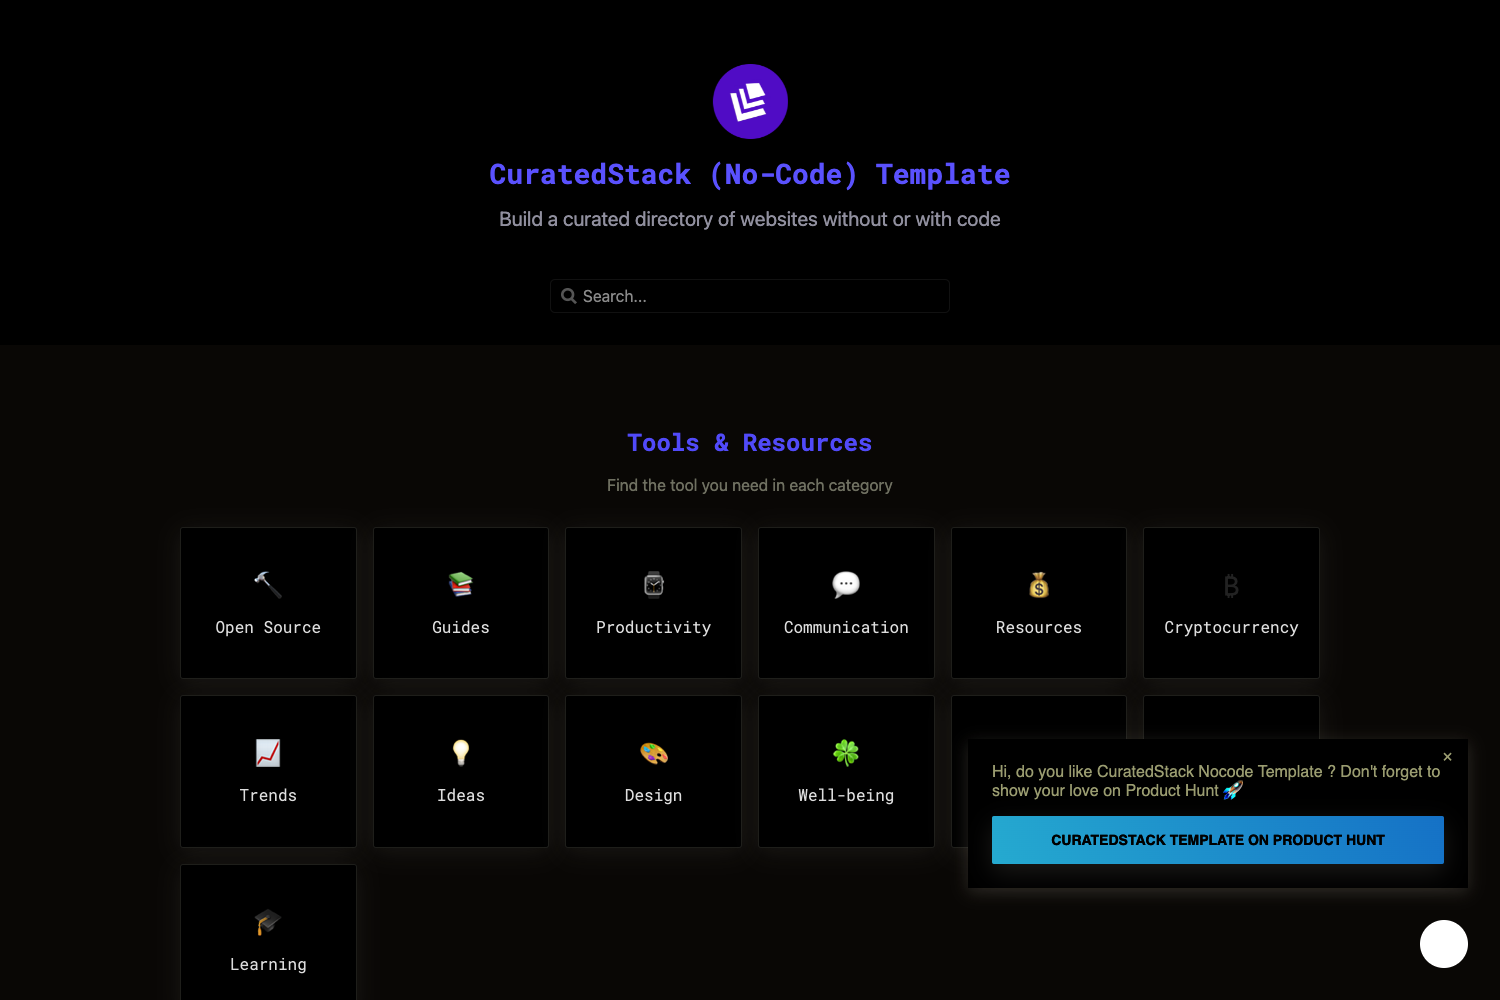 CuratedStack (No-Code) Template
Build a curated directory of websites without or with code
Search...
Tools & Resources
Find the tool you need in each category
Open Source
Guides
Productivity
Communication
Resources
Cryptocurrency
Trends
Ideas
Design
Well-being
Learning
×
Hi, do you like CuratedStack Nocode Template ? Don't forget to
show your love on Product Hunt 🚀
CURATEDSTACK TEMPLATE ON PRODUCT HUNT